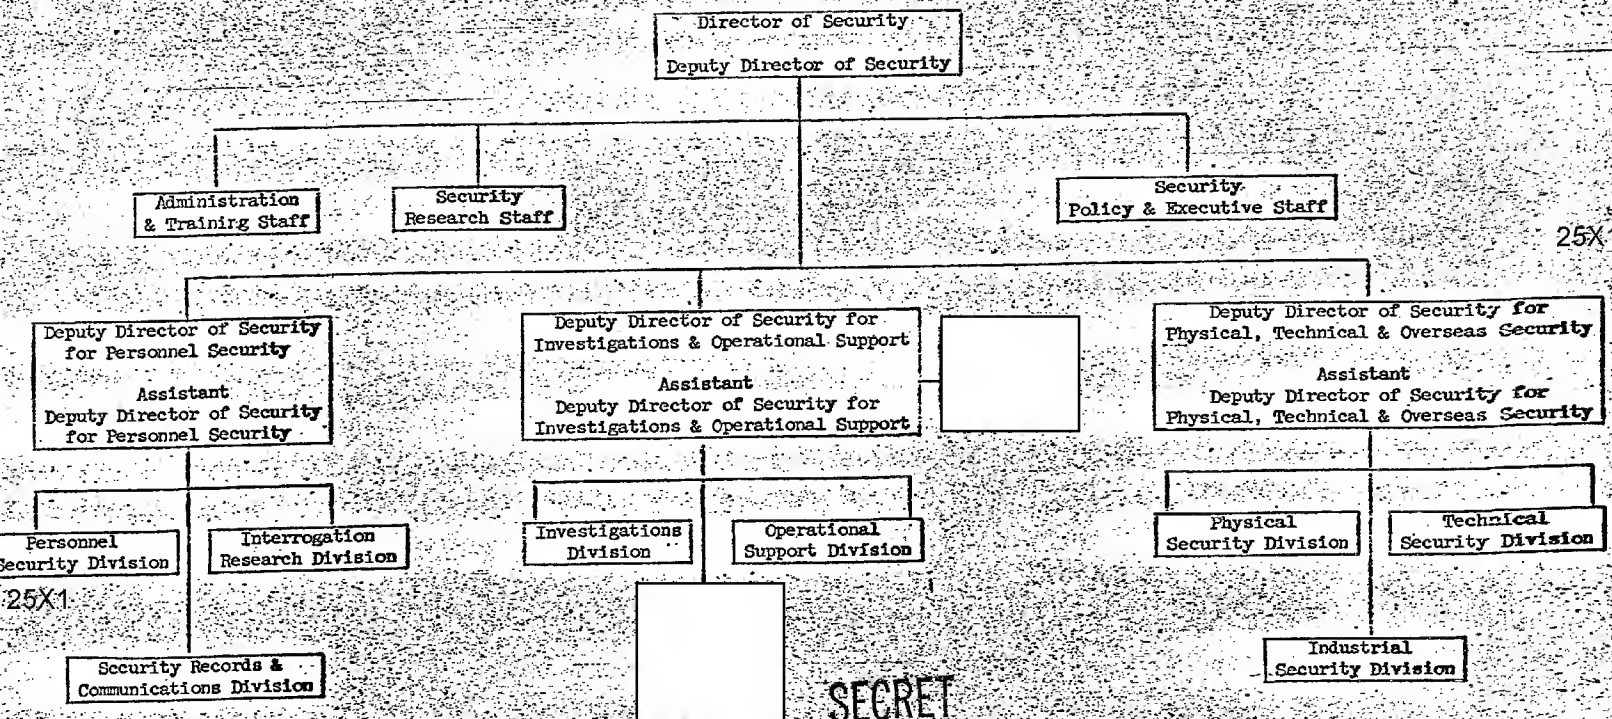 Director of Security
Deputy Director of Security
Administration
& Training Staff
Security
Research Staff
Security
Policy & Executive Staff
25X
Deputy Director of Security
for Personnel Security
Assistant
Deputy Director of Security
for Personnel Security
Deputy Director of Security for
Investigations & Operational Support
Assistant
Deputy Director of Security for
Investigations & Operational Support
Deputy Director of Security for
Physical, Technical & Overseas Security
Assistant
Deputy Director of Security for
Physical, Technical & Overseas Security
Personnel
Security Division
Interrogation
Research Division
Investigations
Division
Operational
Support Division
Physical
Security Division
Technical
Security Division
25X1
Security Records &
Communications Division
Industrial
Security Division
SECRET